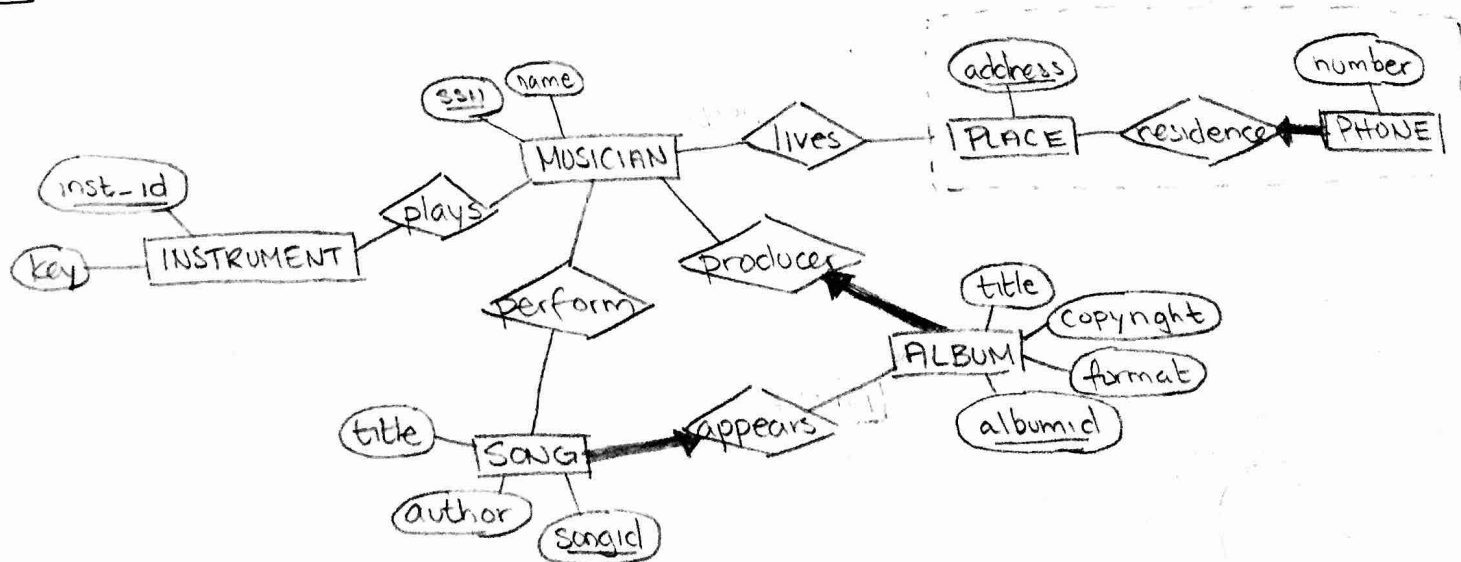 address
number
ssn
name
MUSICIAN
lives
PLACE
residence
PHONE
inst_id
plays
key
INSTRUMENT
producer
perform
title
copyright
ALBUM
format
albumid
title
appears
SONG
author
songid